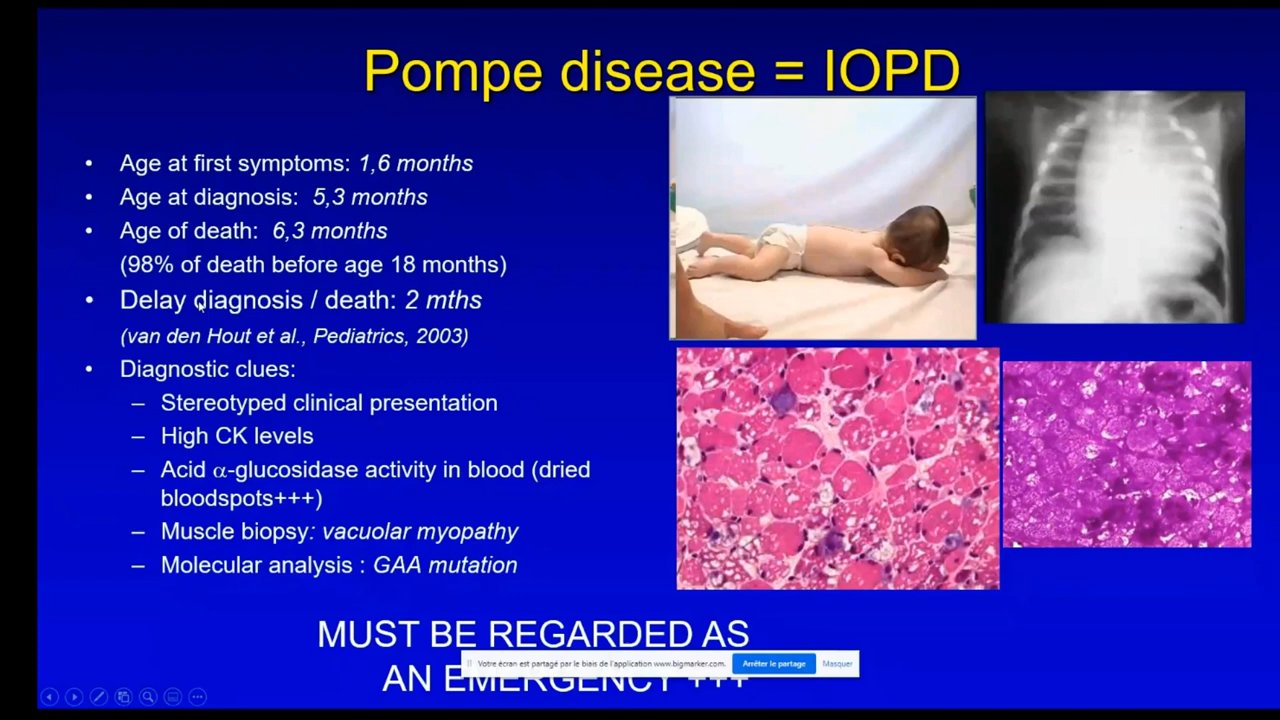 Pompe disease = IOPD
• Age at first symptoms: 1,6 months
• Age at diagnosis: 5,3 months
• Age of death: 6,3 months
(98% of death before age 18 months)
• Delay diagnosis / death: 2 mths
(van den Hout et al., Pediatrics, 2003)
• Diagnostic clues:
– Stereotyped clinical presentation
– High CK levels
– Acid α-glucosidase activity in blood (dried
bloodspots+++)
– Muscle biopsy: vacuolar myopathy
– Molecular analysis : GAA mutation
MUST BE REGARDED AS
Votre écran est partagé par le biais de l'application www.bigmarker.com. Arrêter le partage Masquer
AN EMERGENCY +++